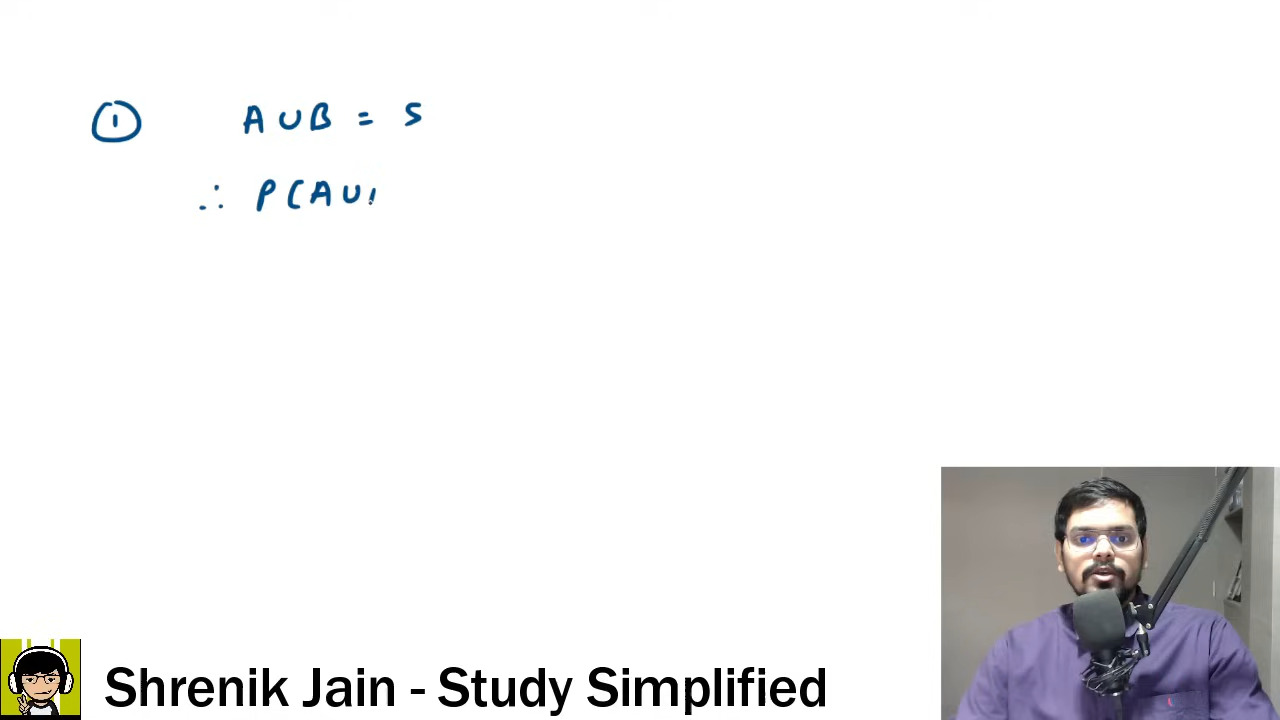 ① A ∪ B = S
∴ P(A ∪
Shrenik Jain - Study Simplified